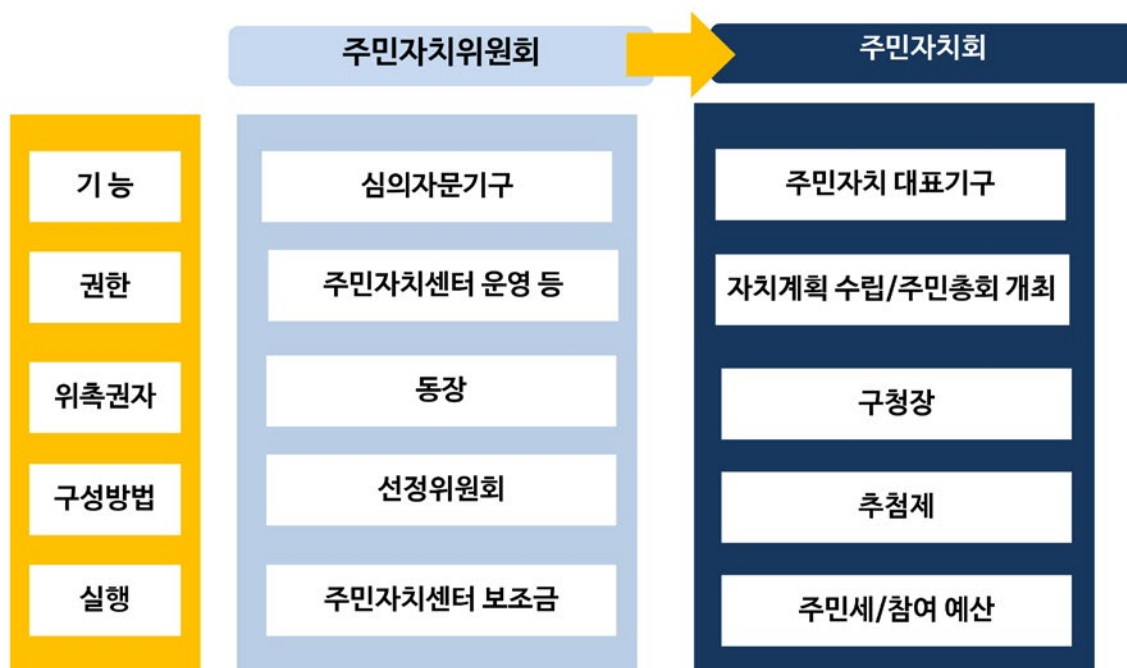 주민자치위원회
주민자치회
기 능
심의자문기구
주민자치 대표기구
권한
주민자치센터 운영 등
자치계획 수립/주민총회 개최
위촉권자
동장
구청장
구성방법
선정위원회
추첨제
실행
주민자치센터 보조금
주민세/참여 예산